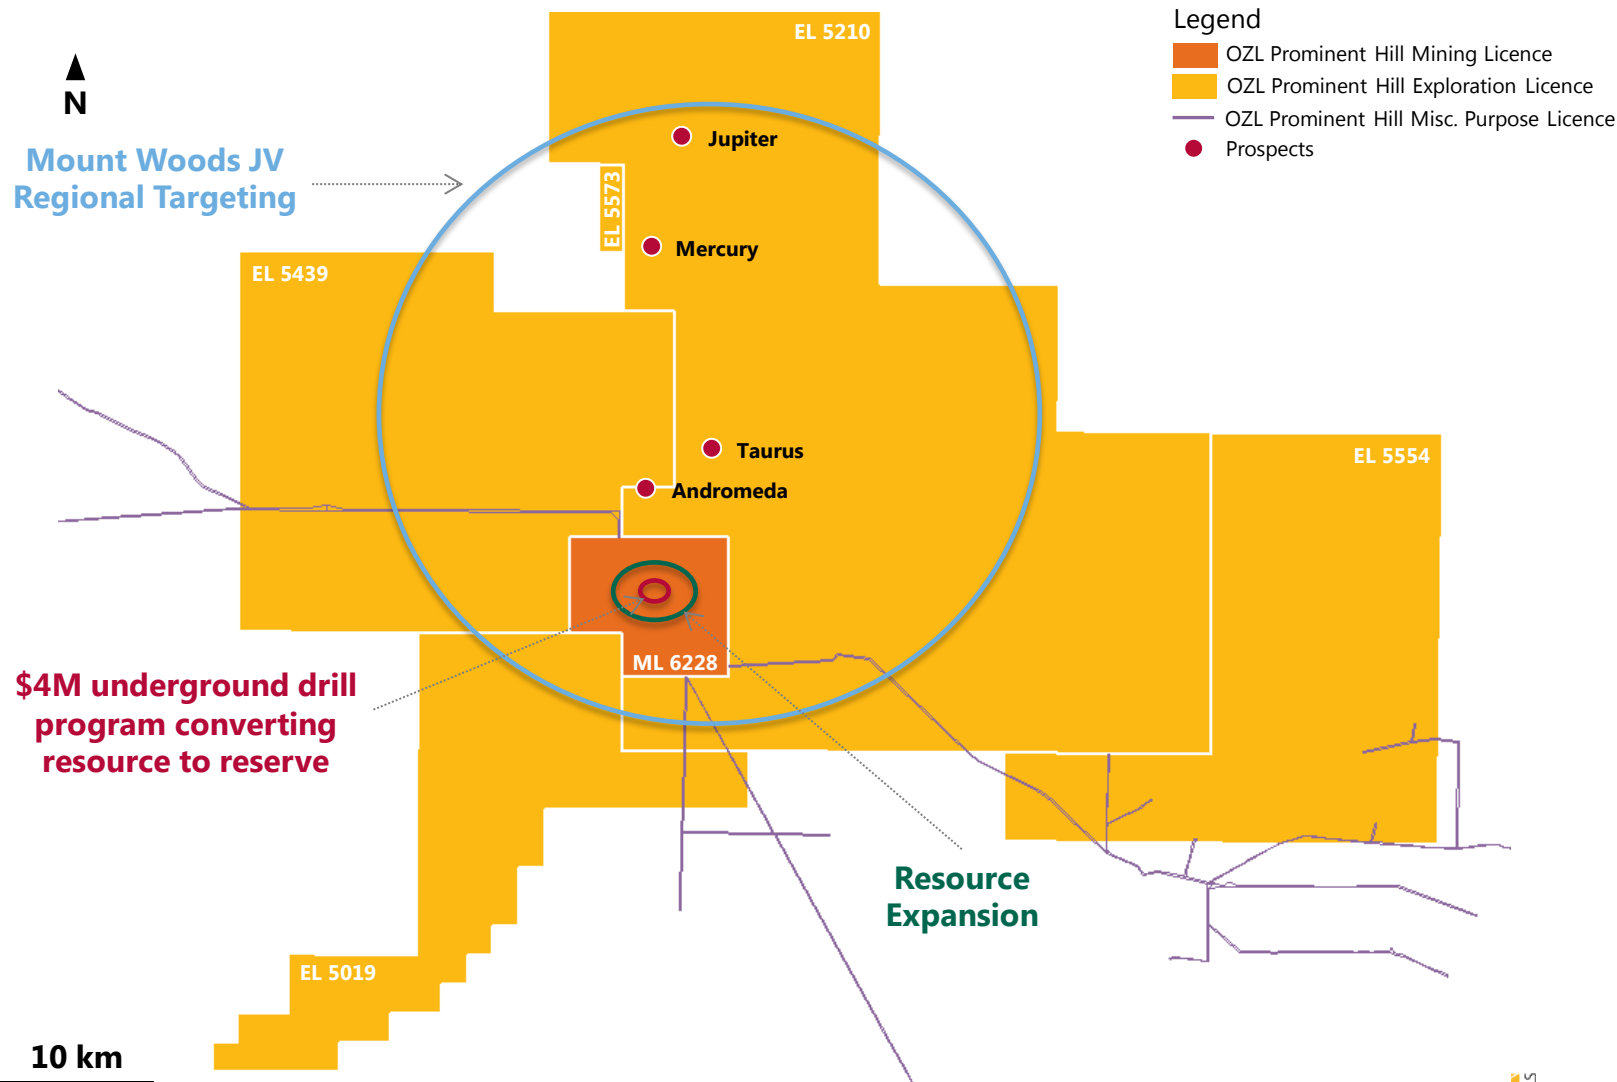 Legend
OZL Prominent Hill Mining Licence
OZL Prominent Hill Exploration Licence
OZL Prominent Hill Misc. Purpose Licence
Prospects
EL 5210
N
Jupiter
Mount Woods JV
Regional Targeting
EL 5573
Mercury
EL 5439
Taurus
EL 5554
Andromeda
ML 6228
$4M underground drill
program converting
resource to reserve
Resource
Expansion
EL 5019
10 km